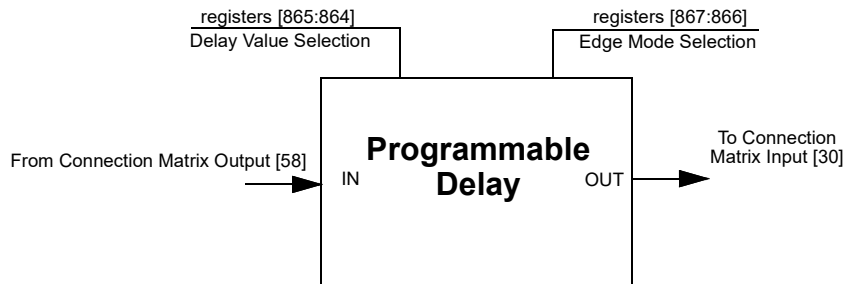 registers [865:864]
Delay Value Selection
registers [867:866]
Edge Mode Selection
From Connection Matrix Output [58]
IN
Programmable
Delay
OUT
To Connection
Matrix Input [30]